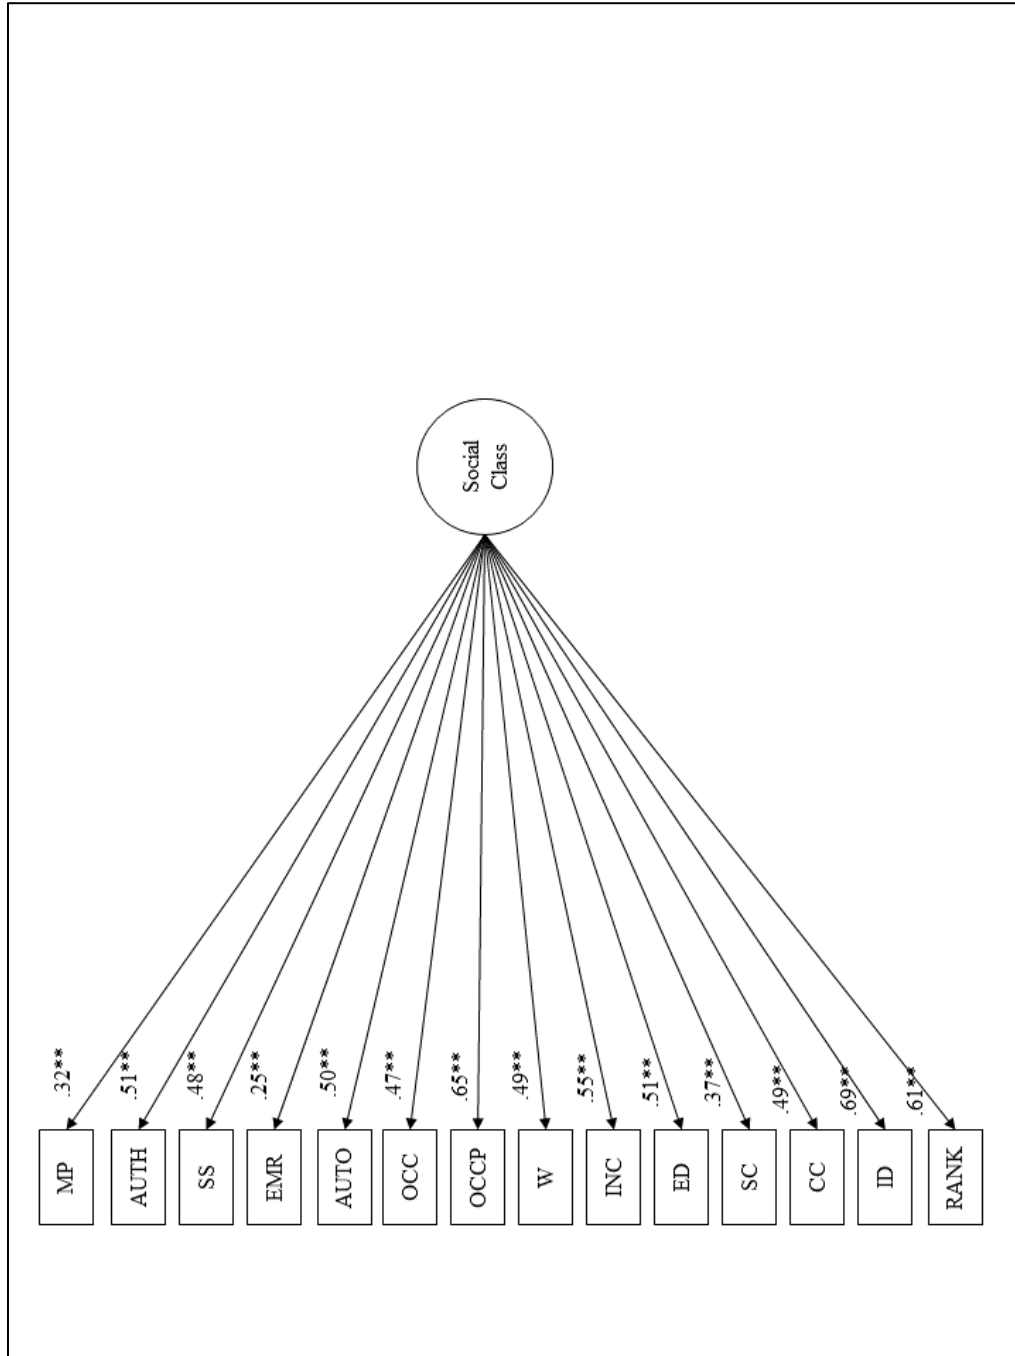 Social
Class
.32**
.51**
.48**
.25**
.50**
.47**
.65**
.49**
.55**
.51**
.37**
.49**
.69**
.61**
MP
AUTH
SS
EMR
AUTO
OCC
OCCP
W
INC
ED
SC
CC
ID
RANK